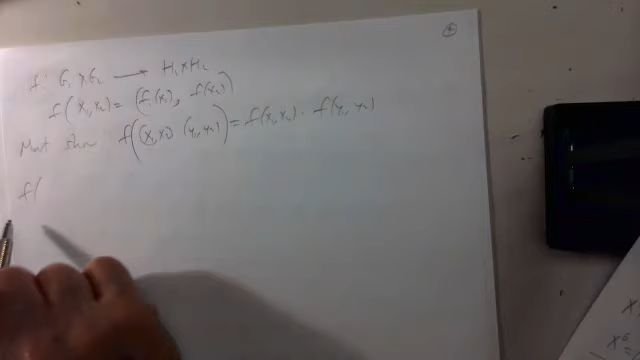 f: G₁ × G₂ → H₁ × H₂
f(x₁, x₂) = (f₁(x₁), f₂(x₂))
Must show f((x₁, x₂) (y₁, y₂)) = f(x₁, x₂) · f(y₁, y₂)
f(